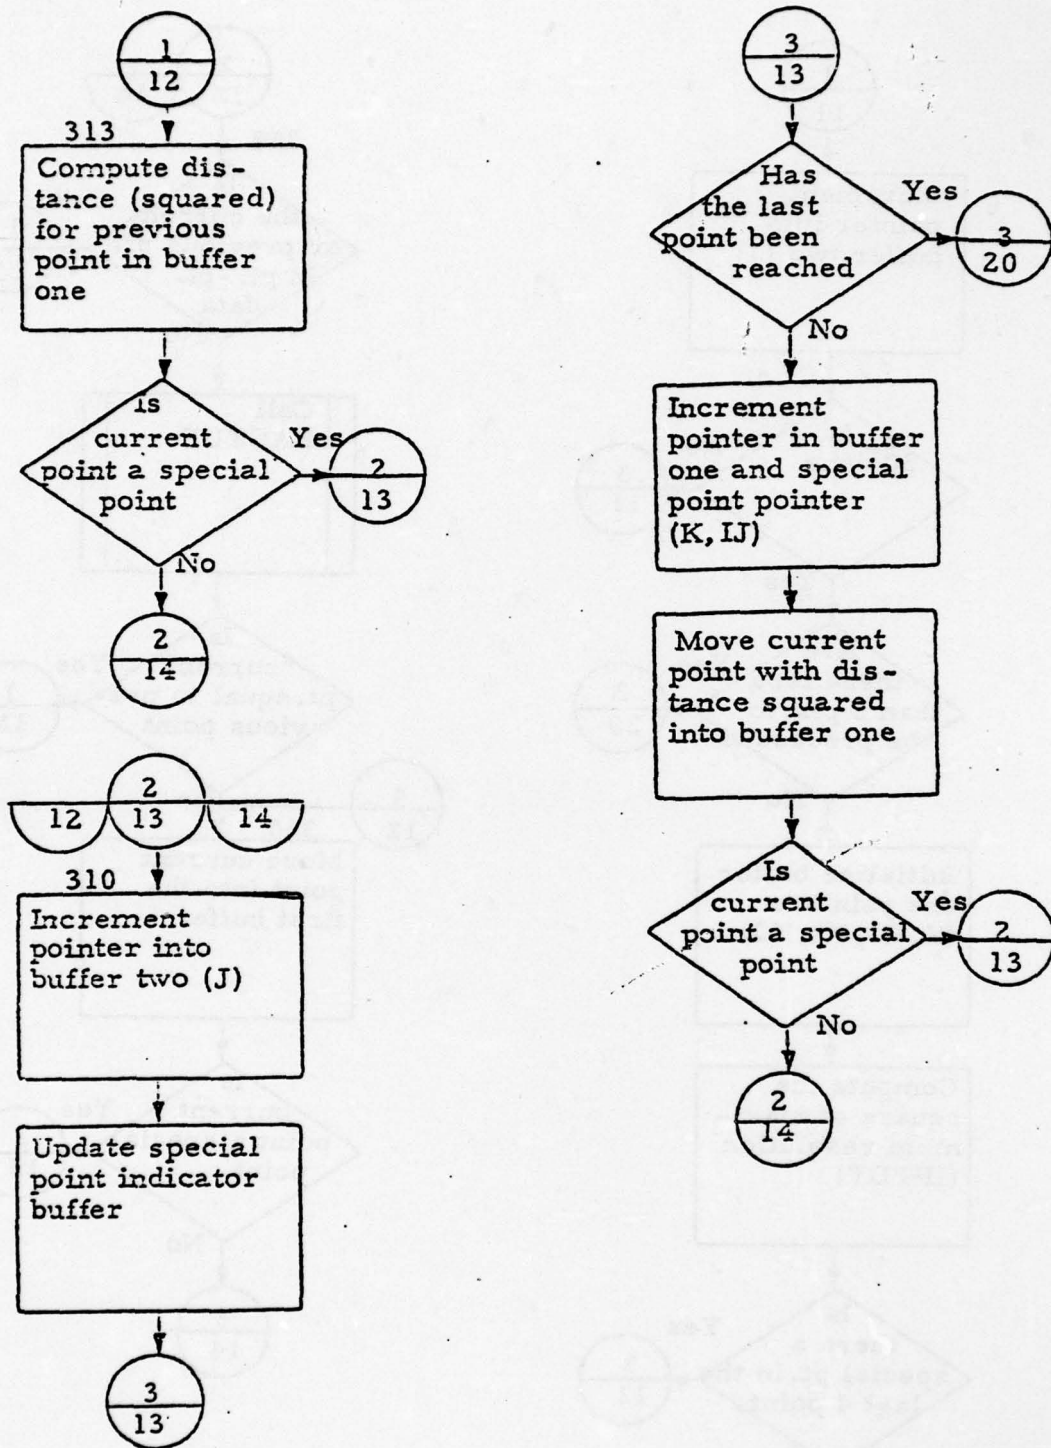 1
12
313
Compute dis-
tance (squared)
for previous
point in buffer
one
Is
current
point a special
point
Yes
2
13
No
2
14
2
12 13 14
310
Increment
pointer into
buffer two (J)
Update special
point indicator
buffer
3
13
3
13
Has
the last
point been
reached
Yes
3
20
No
Increment
pointer in buffer
one and special
point pointer
(K, IJ)
Move current
point with dis-
tance squared
into buffer one
Is
current
point a special
point
Yes
2
13
No
2
14